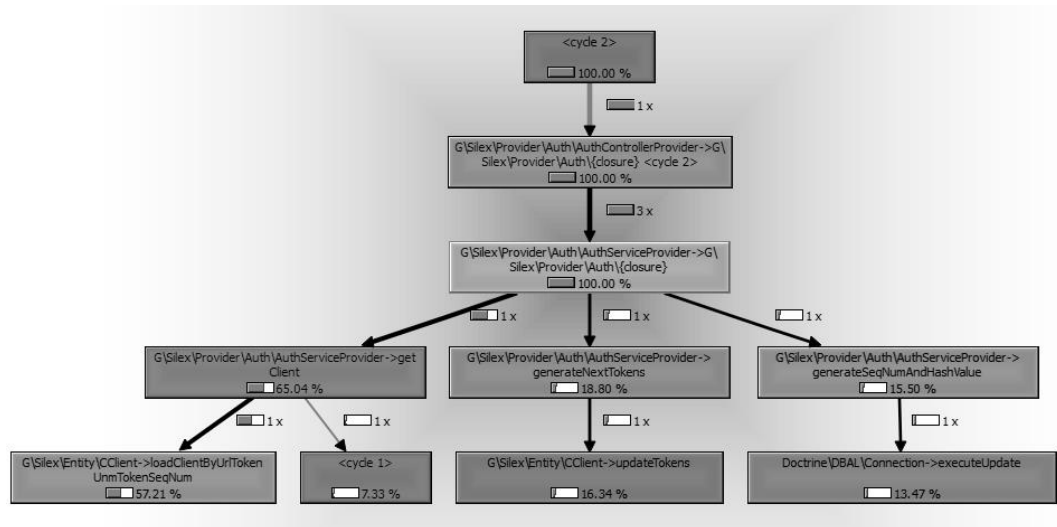 <cycle 2>
100.00 %
1 x
G\Silex\Provider\Auth\AuthControllerProvider->G\
Silex\Provider\Auth\{closure} <cycle 2>
100.00 %
3 x
G\Silex\Provider\Auth\AuthServiceProvider->G\
Silex\Provider\Auth\{closure}
100.00 %
1 x
1 x
1 x
G\Silex\Provider\Auth\AuthServiceProvider->get
Client
65.04 %
G\Silex\Provider\Auth\AuthServiceProvider->
generateNextTokens
18.80 %
G\Silex\Provider\Auth\AuthServiceProvider->
generateSeqNumAndHashValue
15.50 %
1 x
1 x
1 x
1 x
G\Silex\Entity\CClient->loadClientByUrlToken
UnmTokenSeqNum
57.21 %
<cycle 1>
7.33 %
G\Silex\Entity\CClient->updateTokens
16.34 %
Doctrine\DBAL\Connection->executeUpdate
13.47 %